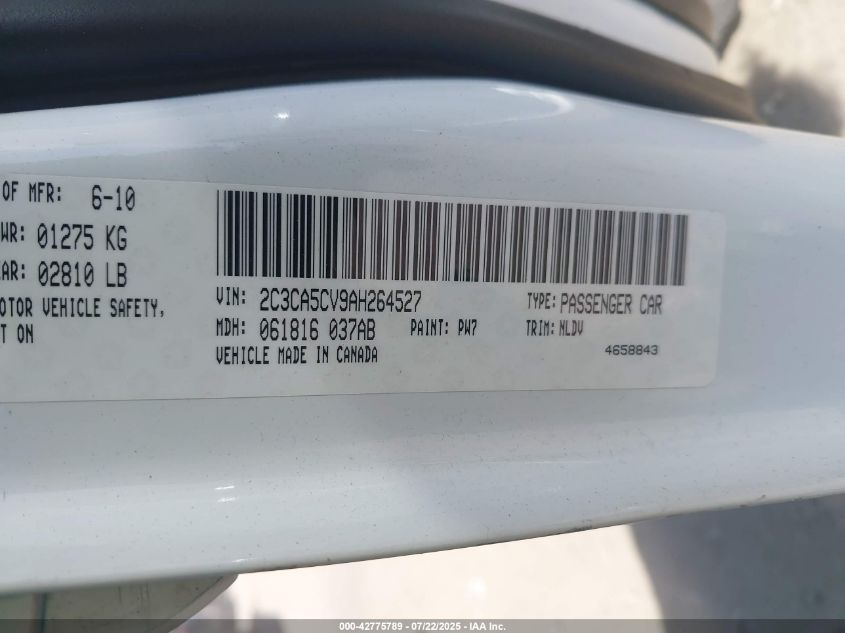 OF MFR: 6-10
WR: 01275 KG
AR: 02810 LB
OTOR VEHICLE SAFETY,
T ON
VIN: 2C3CA5CV9AH264527 TYPE: PASSENGER CAR
MDH: 061816 037AB PAINT: PW7 TRIM: NLDV
VEHICLE MADE IN CANADA 4658843
000-42775789 - 07/22/2025 - IAA Inc.